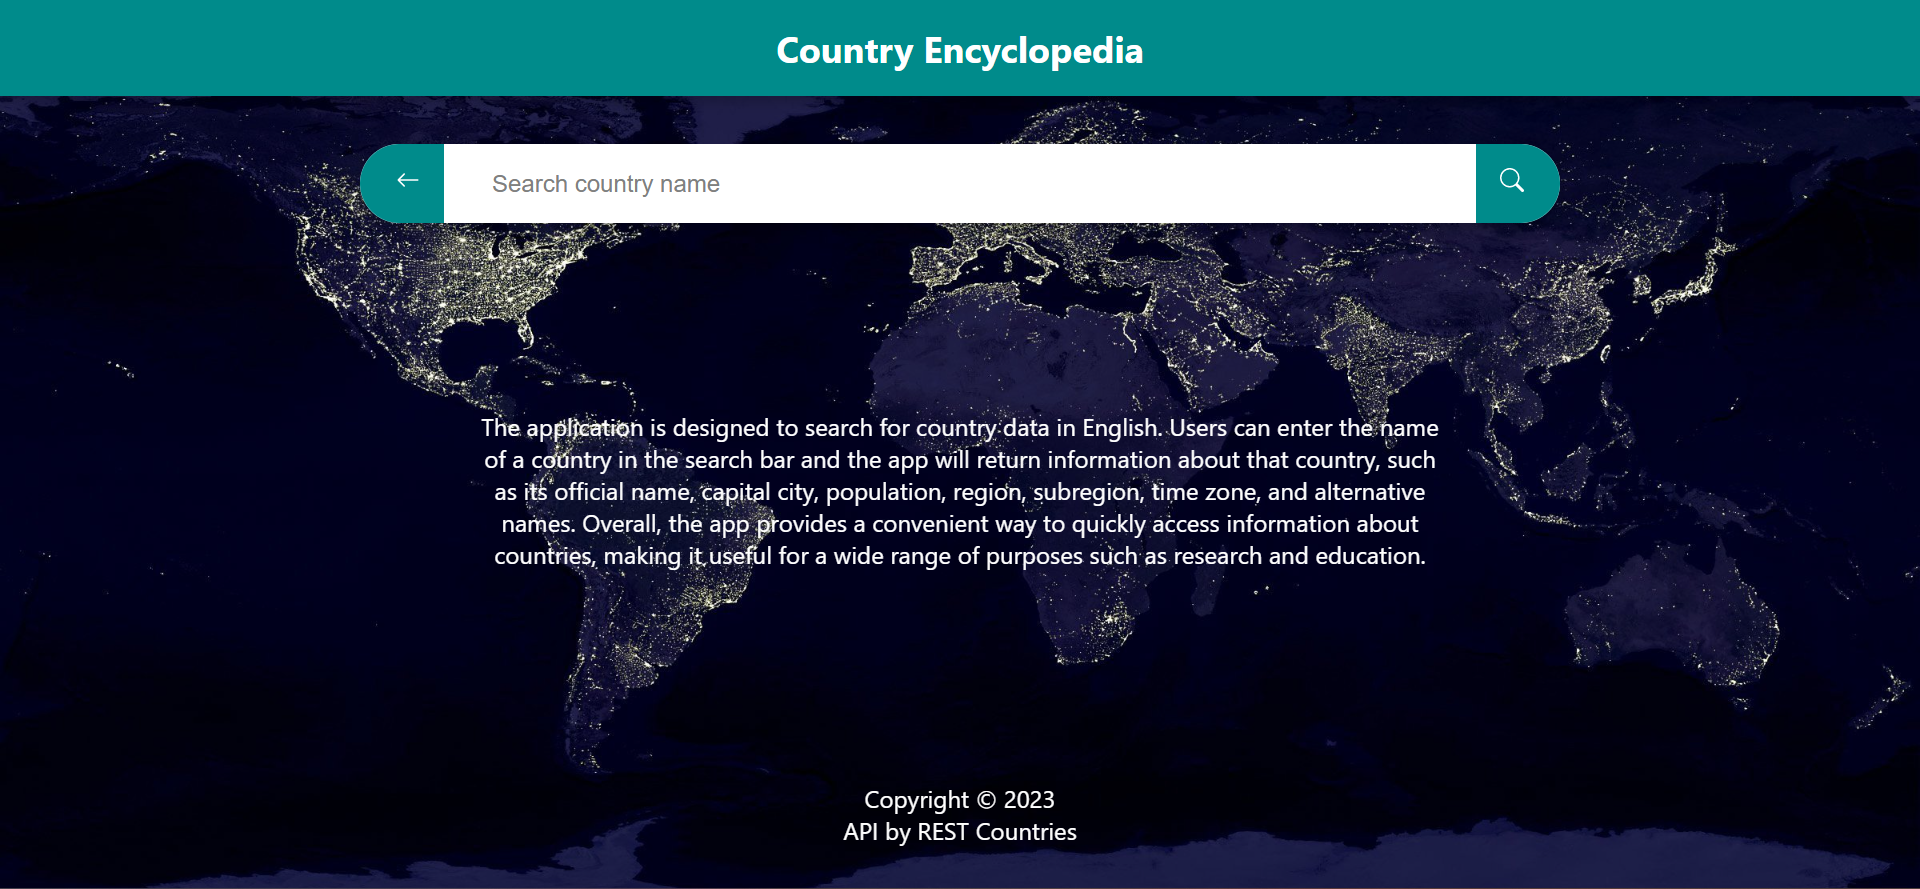 Country Encyclopedia
Search country name
The application is designed to search for country data in English. Users can enter the name
of a country in the search bar and the app will return information about that country, such
as its official name, capital city, population, region, subregion, time zone, and alternative
names. Overall, the app provides a convenient way to quickly access information about
countries, making it useful for a wide range of purposes such as research and education.
Copyright © 2023
API by REST Countries